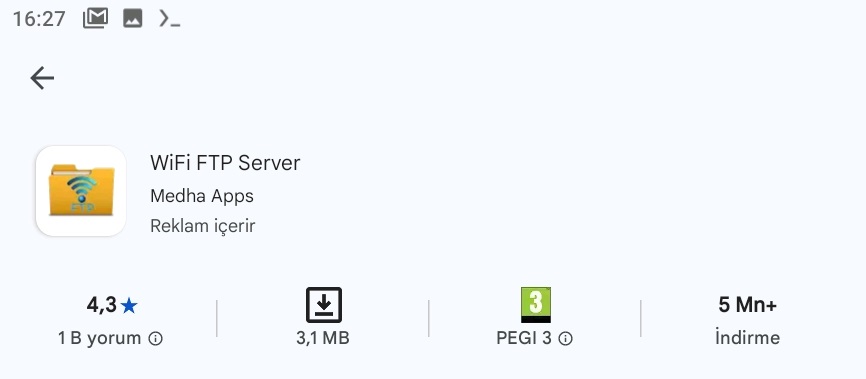 16:27
WiFi FTP Server
Medha Apps
Reklam içerir
4,3★
1 B yorum
3,1 MB
3
PEGI 3
5 Mn+
İndirme
FTP